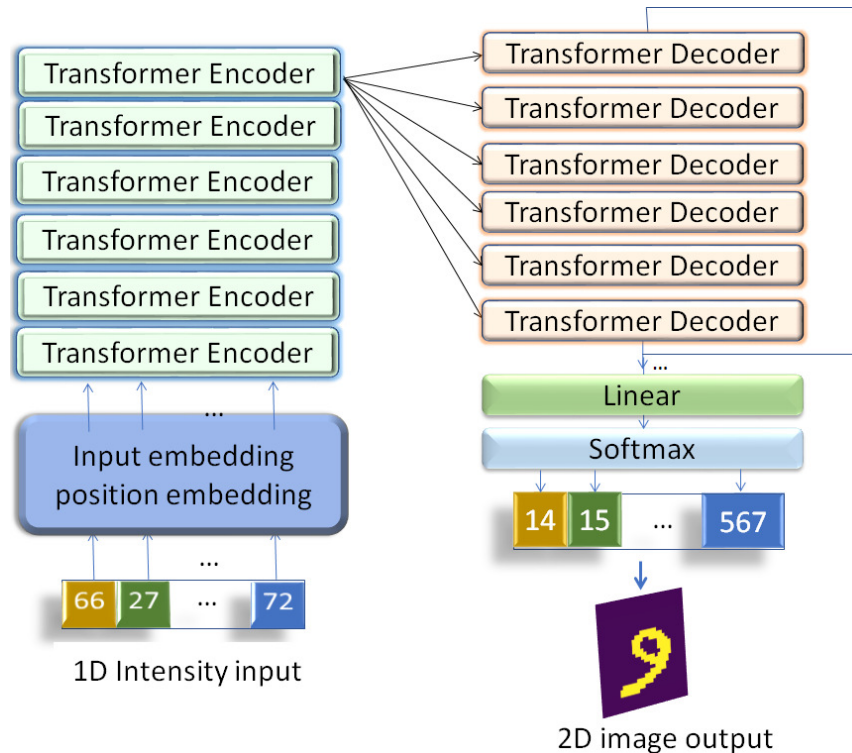 Transformer Encoder
Transformer Encoder
Transformer Encoder
Transformer Encoder
Transformer Encoder
Transformer Encoder
...
Input embedding
position embedding
...
66 27 ... 72
1D Intensity input
Transformer Decoder
Transformer Decoder
Transformer Decoder
Transformer Decoder
Transformer Decoder
Transformer Decoder
...
Linear
Softmax
14 15 ... 567
9
2D image output